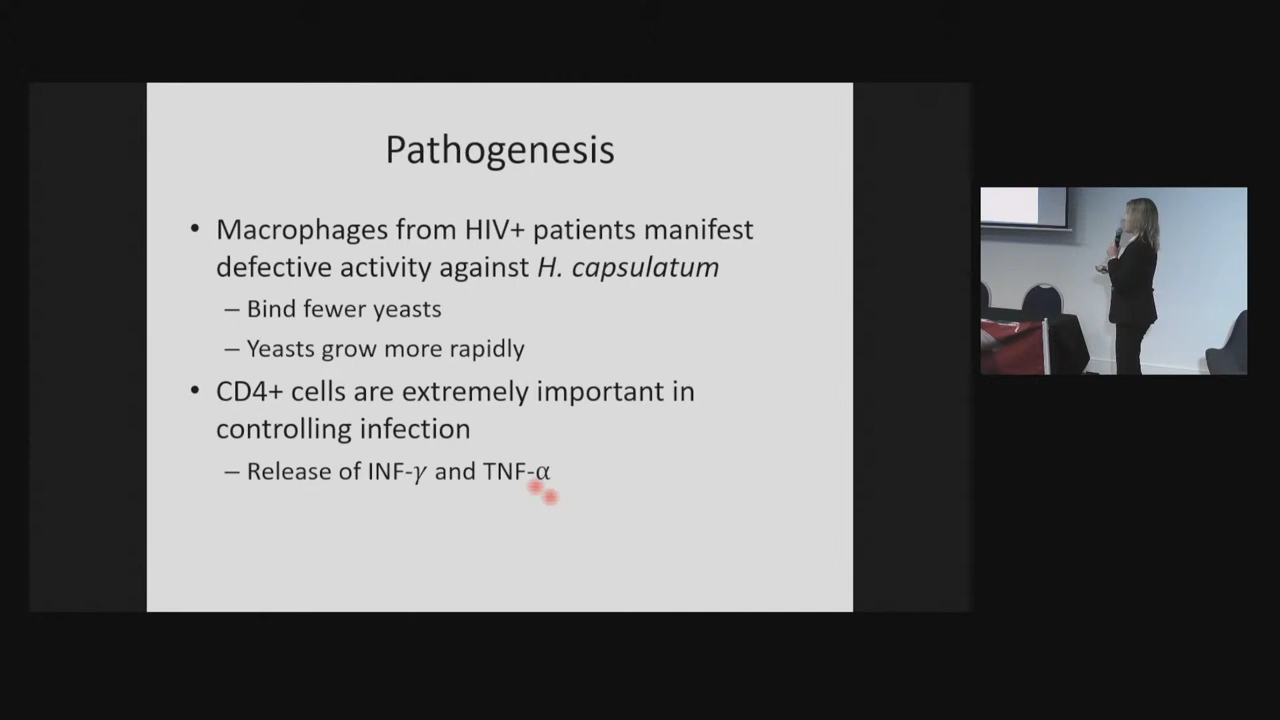 Pathogenesis
• Macrophages from HIV+ patients manifest
defective activity against H. capsulatum
– Bind fewer yeasts
– Yeasts grow more rapidly
• CD4+ cells are extremely important in
controlling infection
– Release of INF-γ and TNF-α